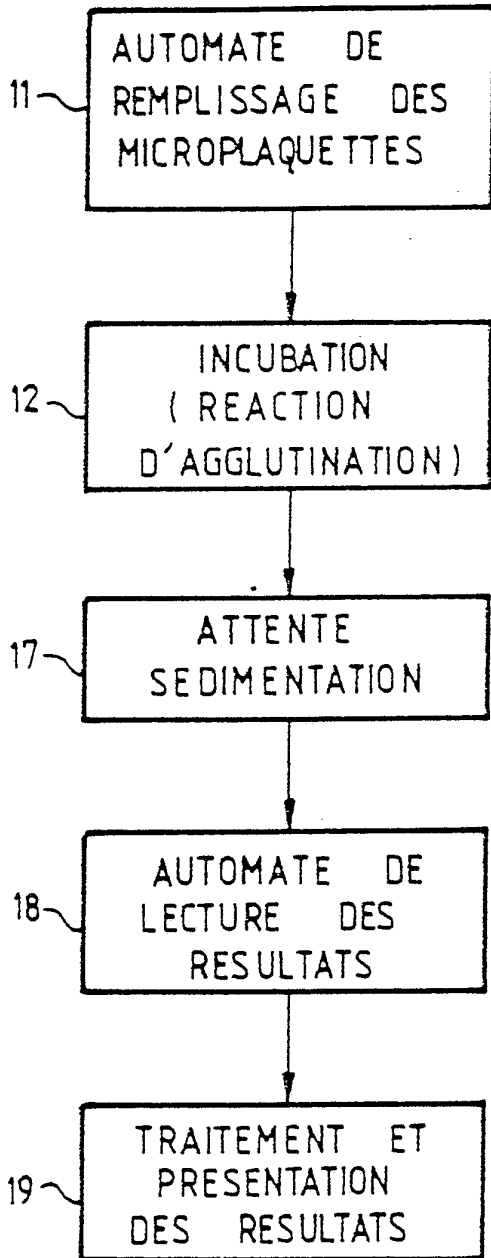 AUTOMATE DE
11 REMPLISSAGE DES
MICROPLAQUETTES
INCUBATION
12 ( REACTION
D'AGGLUTINATION )
17 ATTENTE
SEDIMENTATION
AUTOMATE DE
18 LECTURE DES
RESULTATS
TRAITEMENT ET
19 PRESENTATION
DES RESULTATS